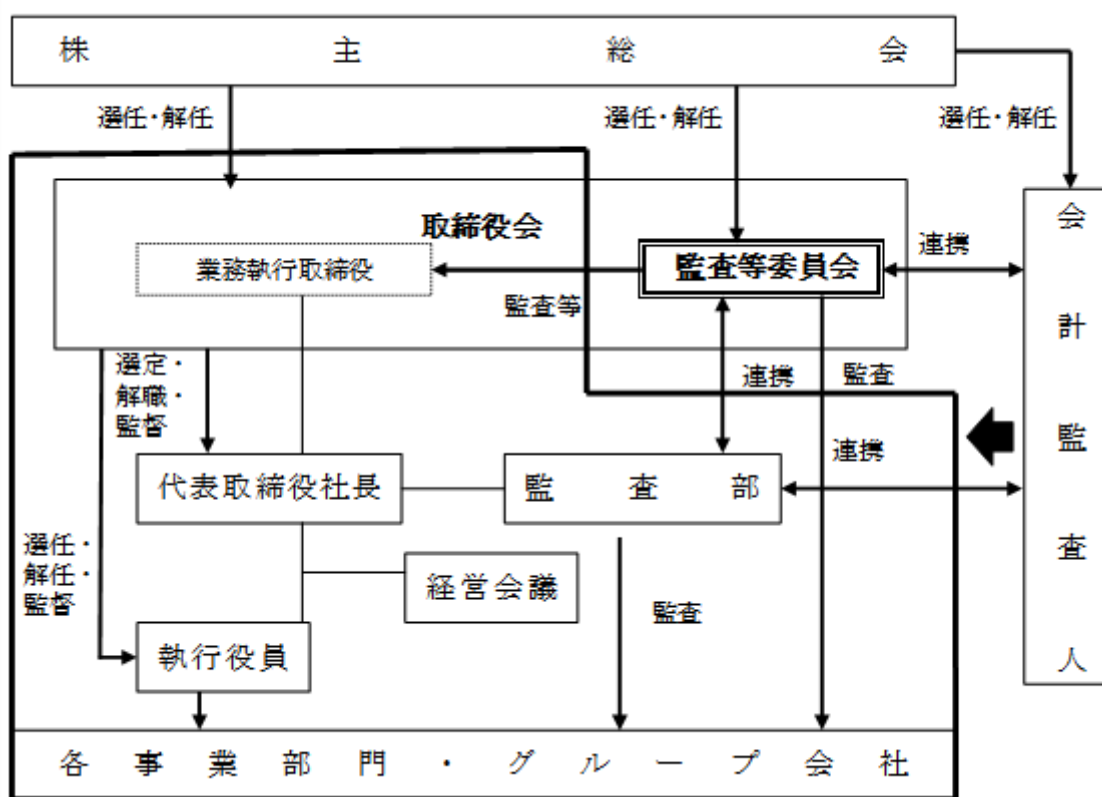 株主総会
選任・解任
選任・解任
選任・解任
取締役会
業務執行取締役
監査等委員会
連携
監査等
選定・
解職・
監督
連携
監査
代表取締役社長
監査部
連携
選任・
解任・
監督
経営会議
監査
執行役員
各事業部門・グループ会社
会計監査人